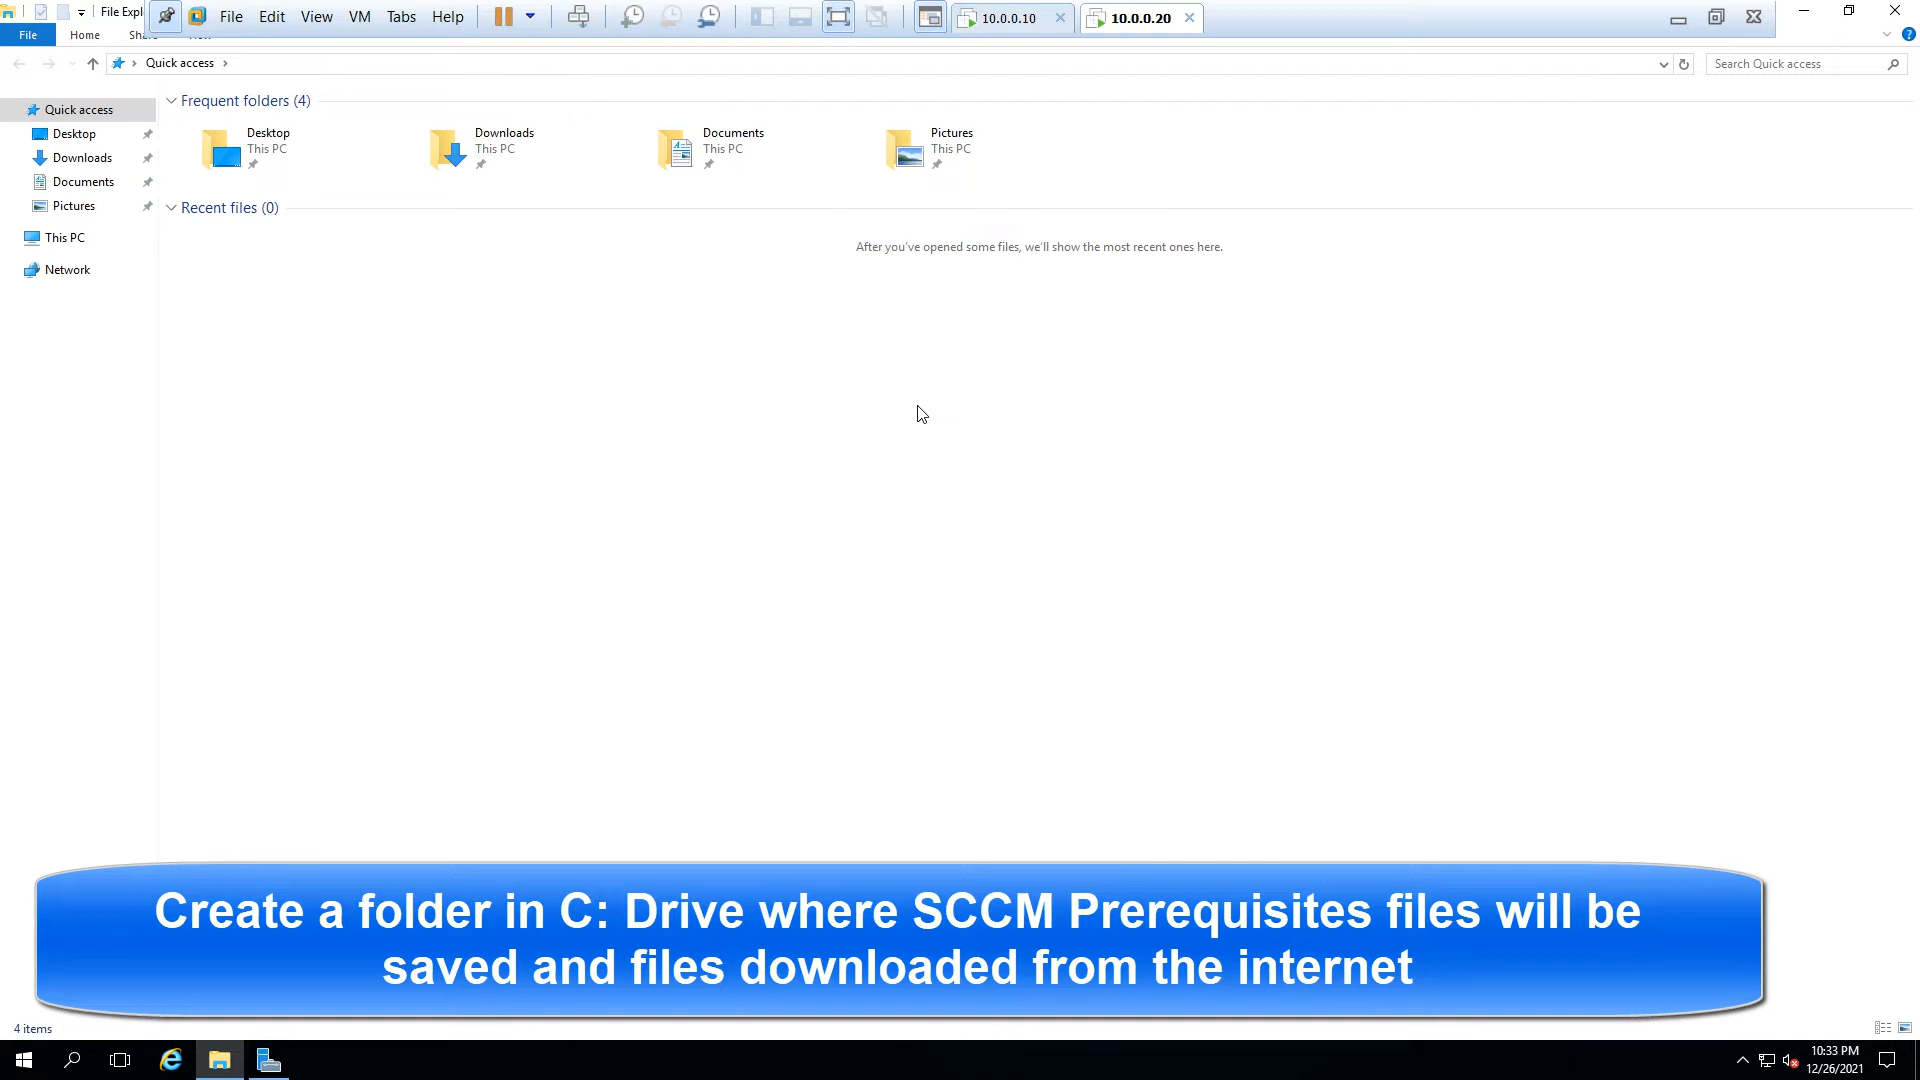 File Expl
File Edit View VM Tabs Help
10.0.0.10
10.0.0.20
File Home
Quick access
Search Quick access
Quick access
Desktop
Downloads
Documents
Pictures
This PC
Network
Frequent folders (4)
Desktop
This PC
Downloads
This PC
Documents
This PC
Pictures
This PC
Recent files (0)
After you've opened some files, we'll show the most recent ones here.
Create a folder in C: Drive where SCCM Prerequisites files will be
saved and files downloaded from the internet
4 items
10:33 PM
12/26/2021